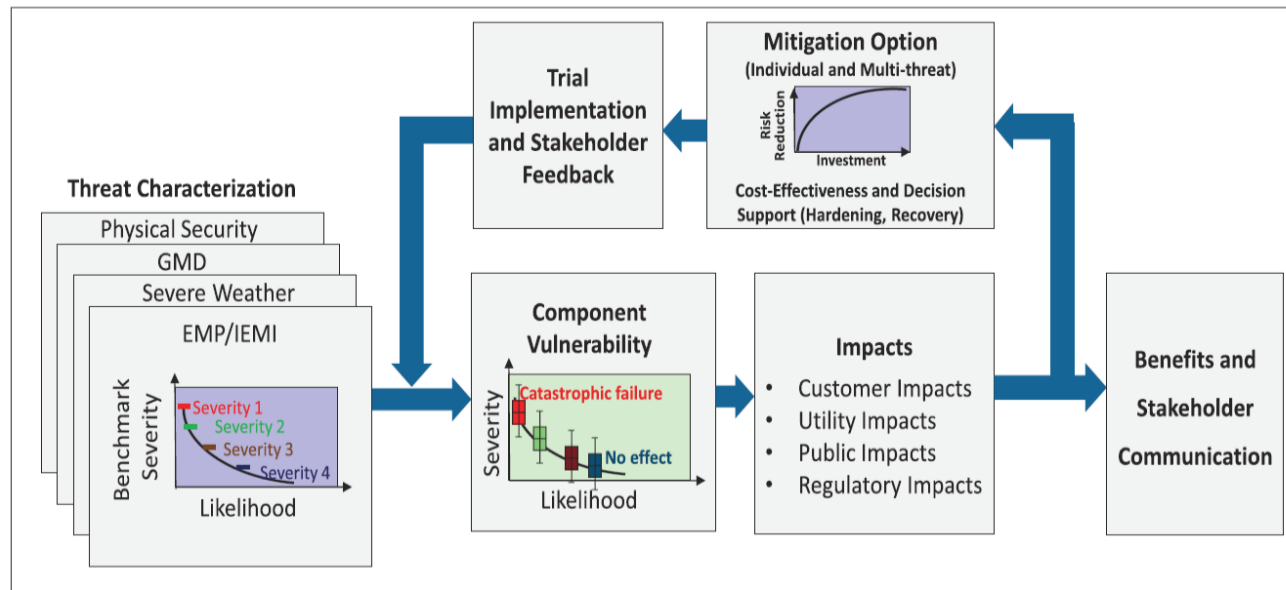 Threat Characterization
Physical Security
GMD
Severe Weather
EMP/IEMI
Benchmark
Severity
Severity 1
Severity 2
Severity 3
Severity 4
Likelihood
Trial
Implementation
and Stakeholder
Feedback
Mitigation Option
(Individual and Multi-threat)
Risk
Reduction
Investment
Cost-Effectiveness and Decision
Support (Hardening, Recovery)
Component
Vulnerability
Severity
Catastrophic failure
No effect
Likelihood
Impacts
• Customer Impacts
• Utility Impacts
• Public Impacts
• Regulatory Impacts
Benefits and
Stakeholder
Communication